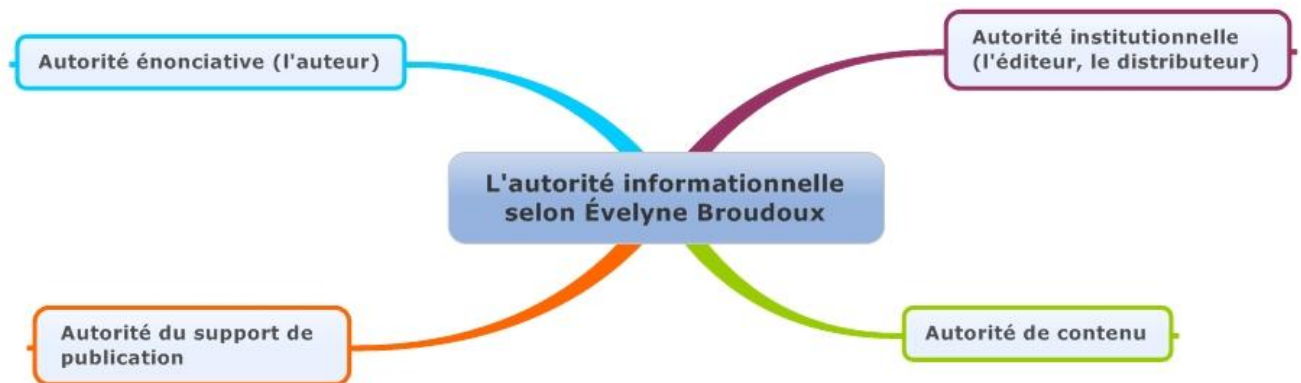 Autorité énonciative (l'auteur)
Autorité institutionnelle
(l'éditeur, le distributeur)
L'autorité informationnelle
selon Évelyne Broudoux
Autorité du support de
publication
Autorité de contenu